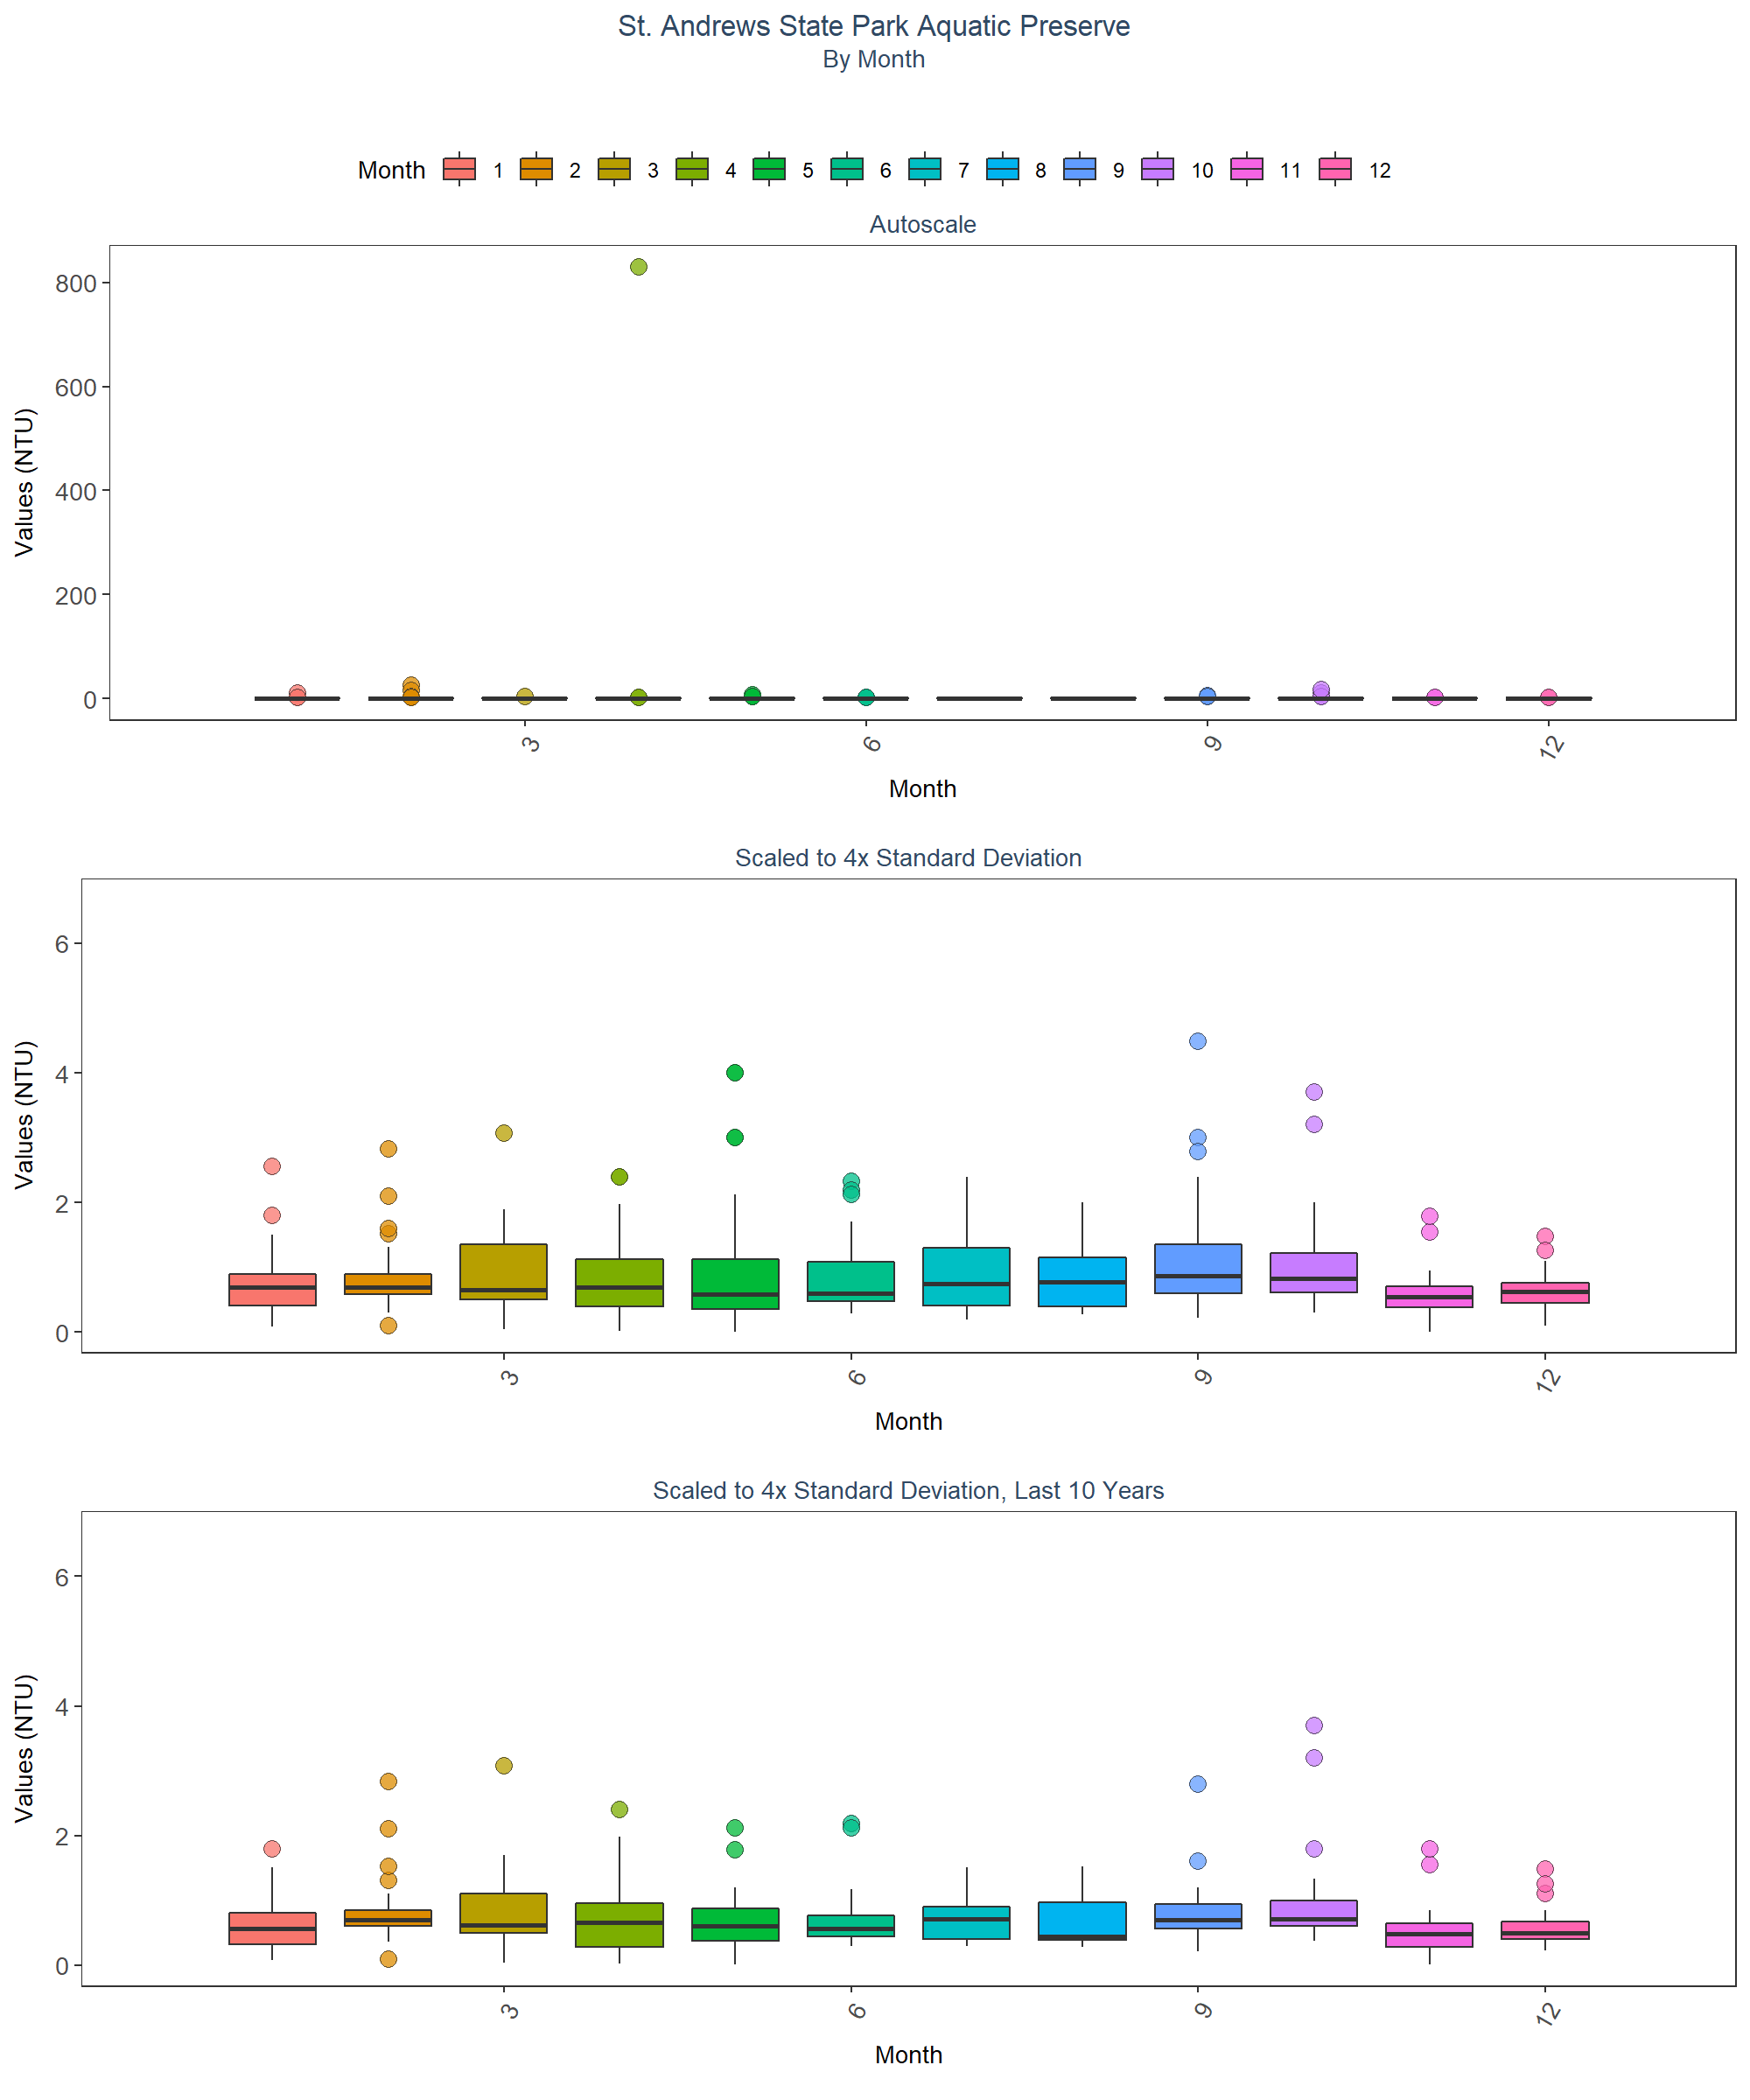 St. Andrews State Park Aquatic Preserve
By Month
Month 1 2 3 4 5 6 7 8 9 10 11 12
Autoscale
Values (NTU)
800
600
400
200
0
3 6 9 12
Month
Scaled to 4x Standard Deviation
Values (NTU)
6
4
2
0
3 6 9 12
Month
Scaled to 4x Standard Deviation, Last 10 Years
Values (NTU)
6
4
2
0
3 6 9 12
Month